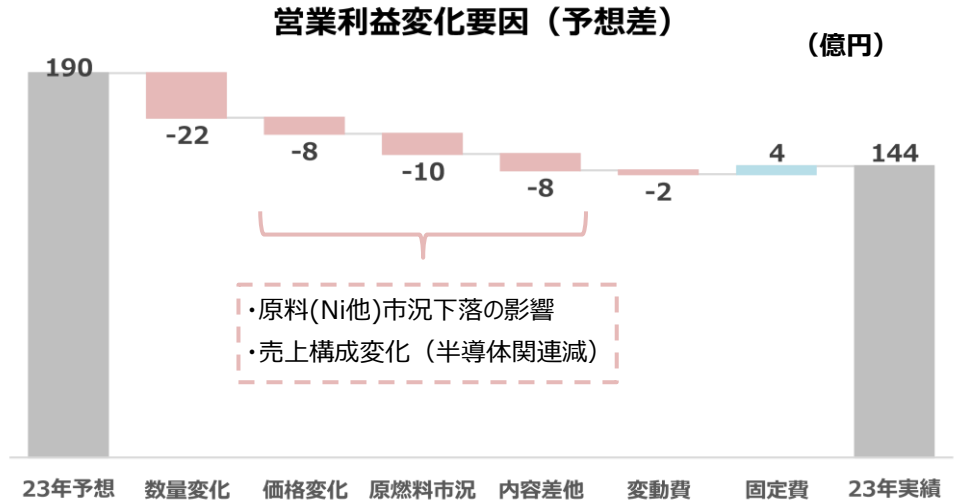 営業利益変化要因（予想差）
（億円）
190
-22
-8
-10
-8
-2
4
144
・原料(Ni他)市況下落の影響
・売上構成変化（半導体関連減）
23年予想 数量変化 価格変化 原燃料市況 内容差他 変動費 固定費 23年実績